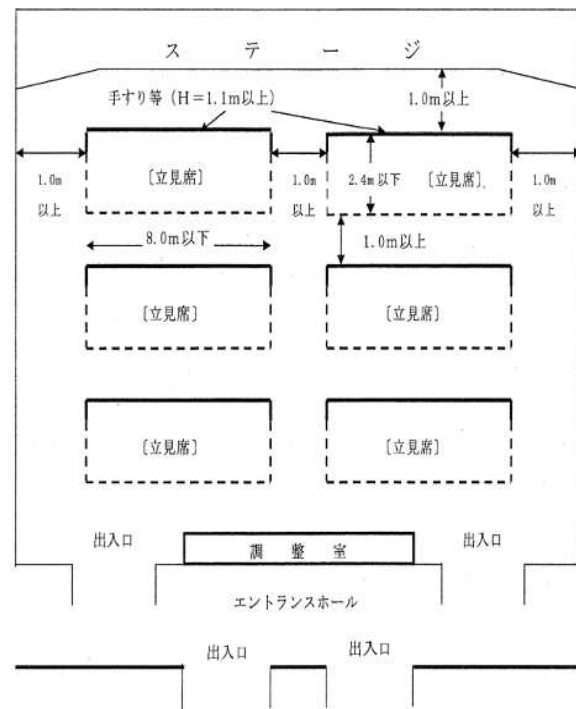 ステージ
手すり等（H＝1.1m以上）
1.0m以上
1.0m
以上
〔立見席〕
1.0m
以上
2.4m以下
〔立見席〕
1.0m
以上
8.0m以下
1.0m以上
〔立見席〕
〔立見席〕
〔立見席〕
〔立見席〕
出入口
調整室
出入口
エントランスホール
出入口
出入口